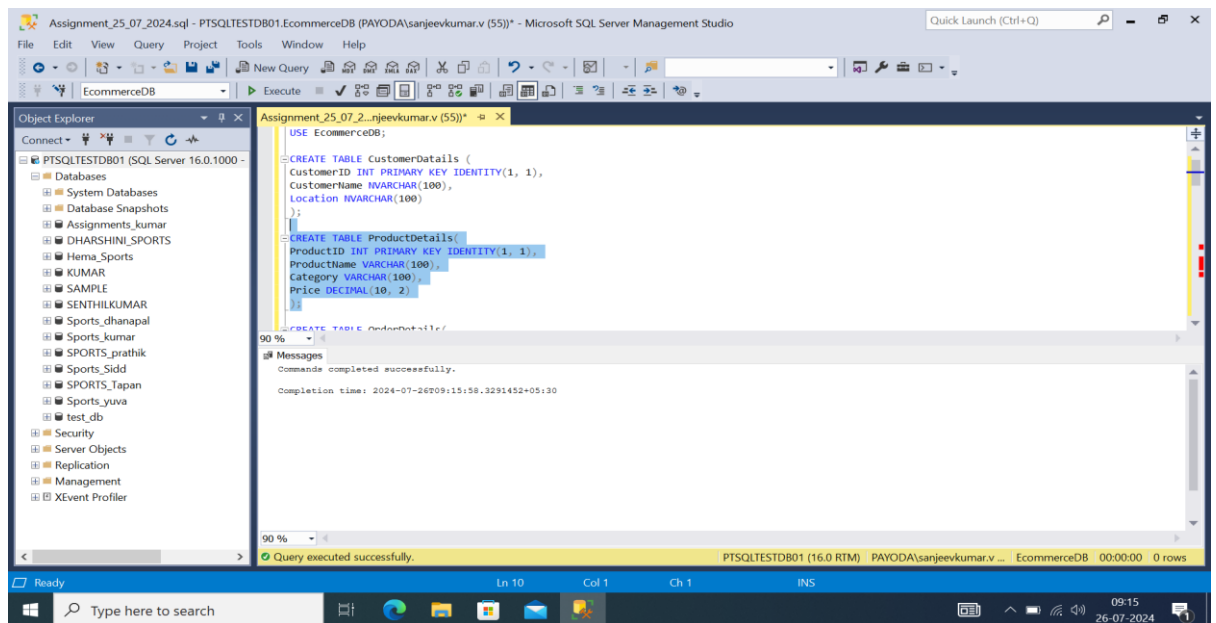 Assignment_25_07_2024.sql - PTSQLTESTDB01.EcommerceDB (PAYODA\sanjeevkumar.v (55))* - Microsoft SQL Server Management Studio
Quick Launch (Ctrl+Q)
File Edit View Query Project Tools Window Help
New Query
EcommerceDB
Execute
Object Explorer
Connect
PTSQLTESTDB01 (SQL Server 16.0.1000 -
Databases
System Databases
Database Snapshots
Assignments_kumar
DHARSHINI_SPORTS
Hema_Sports
KUMAR
SAMPLE
SENTHILKUMAR
Sports_dhanapal
Sports_kumar
SPORTS_prathik
Sports_Sidd
SPORTS_Tapan
Sports_yuva
test_db
Security
Server Objects
Replication
Management
XEvent Profiler
Assignment_25_07_2...njeevkumar.v (55))*
USE EcommerceDB;
CREATE TABLE CustomerDatails (
CustomerID INT PRIMARY KEY IDENTITY(1, 1),
CustomerName NVARCHAR(100),
Location NVARCHAR(100)
);
CREATE TABLE ProductDetails(
ProductID INT PRIMARY KEY IDENTITY(1, 1),
ProductName VARCHAR(100),
Category VARCHAR(100),
Price DECIMAL(10, 2)
);
CREATE TABLE OrderDetails(
90 %
Messages
Commands completed successfully.
Completion time: 2024-07-26T09:15:58.3291452+05:30
90 %
Query executed successfully.
PTSQLTESTDB01 (16.0 RTM) PAYODA\sanjeevkumar.v ... EcommerceDB 00:00:00 0 rows
Ready
Ln 10 Col 1 Ch 1 INS
Type here to search
09:15
26-07-2024
1